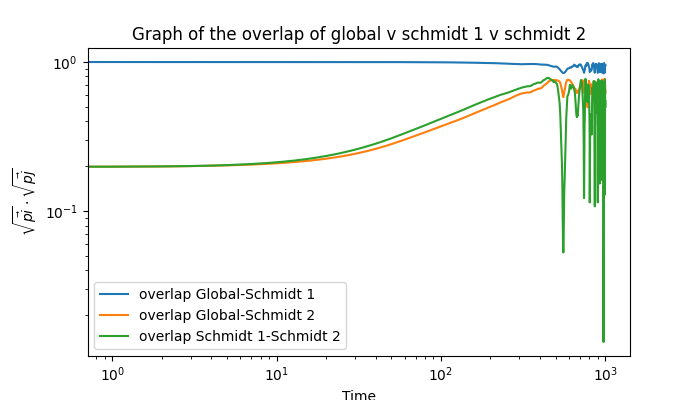 Graph of the overlap of global v schmidt 1 v schmidt 2
10⁰
10⁻¹
√p⃗i · √p⃗j
overlap Global-Schmidt 1
overlap Global-Schmidt 2
overlap Schmidt 1-Schmidt 2
10⁰ 10¹ 10² 10³
Time